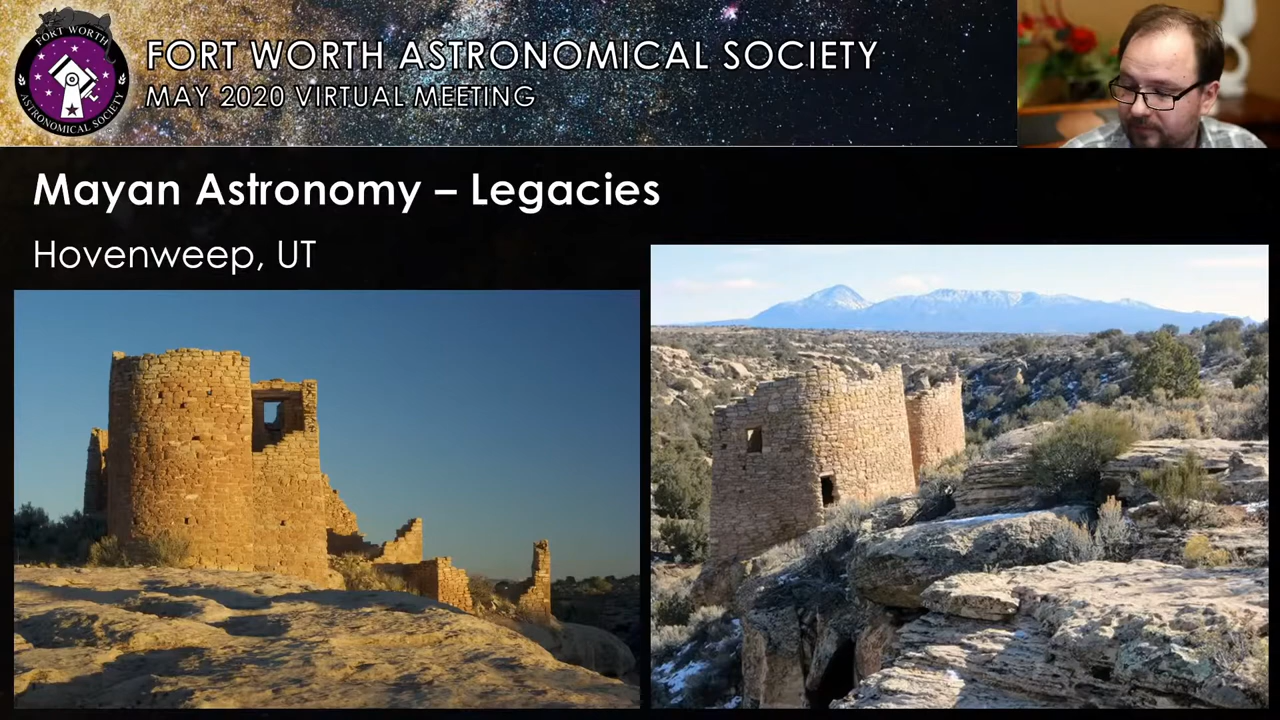 FORT WORTH
ASTRONOMICAL SOCIETY
FORT WORTH ASTRONOMICAL SOCIETY
MAY 2020 VIRTUAL MEETING
Mayan Astronomy – Legacies
Hovenweep, UT